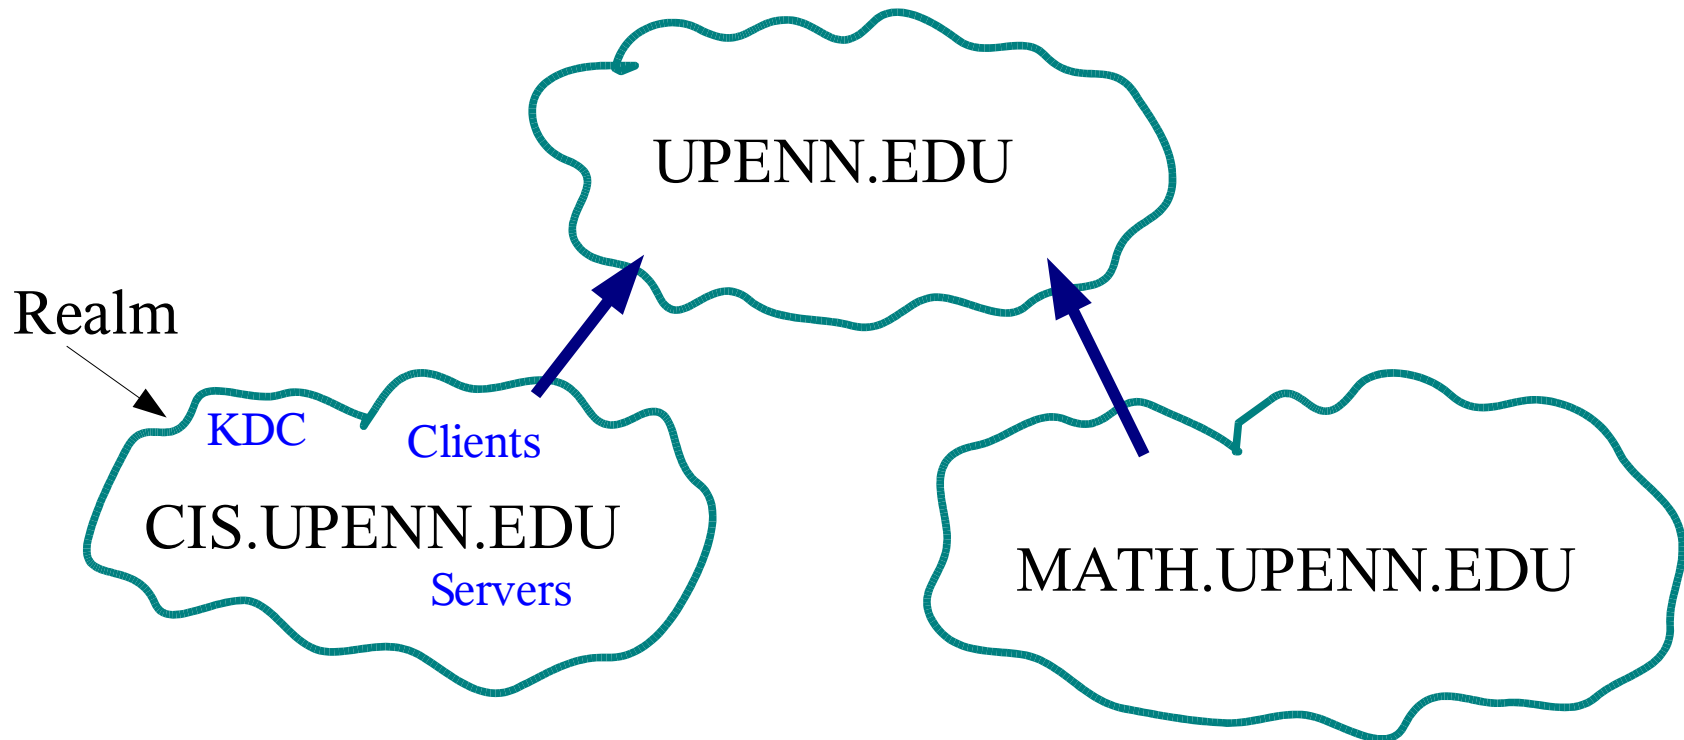 UPENN.EDU
Realm
KDC
Clients
CIS.UPENN.EDU
Servers
MATH.UPENN.EDU